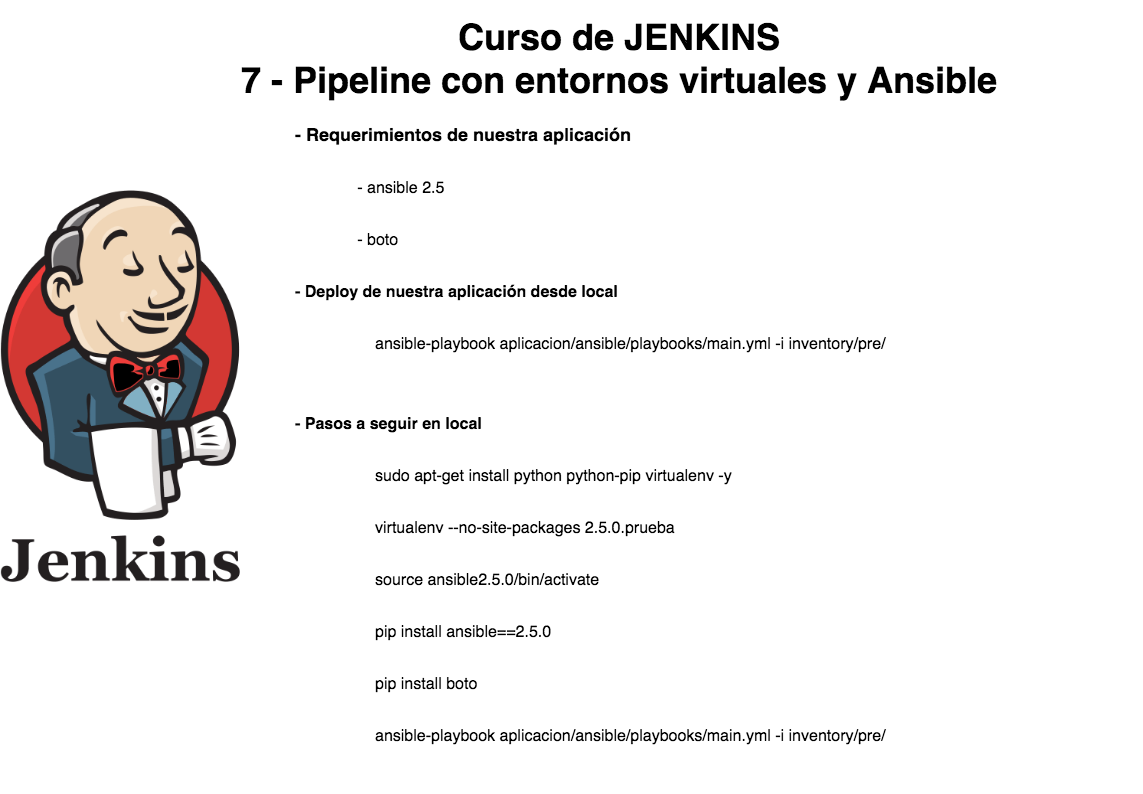 Curso de JENKINS
7 - Pipeline con entornos virtuales y Ansible
- Requerimientos de nuestra aplicación
- ansible 2.5
- boto
- Deploy de nuestra aplicación desde local
ansible-playbook aplicacion/ansible/playbooks/main.yml -i inventory/pre/
- Pasos a seguir en local
sudo apt-get install python python-pip virtualenv -y
virtualenv --no-site-packages 2.5.0.prueba
source ansible2.5.0/bin/activate
pip install ansible==2.5.0
pip install boto
ansible-playbook aplicacion/ansible/playbooks/main.yml -i inventory/pre/
Jenkins